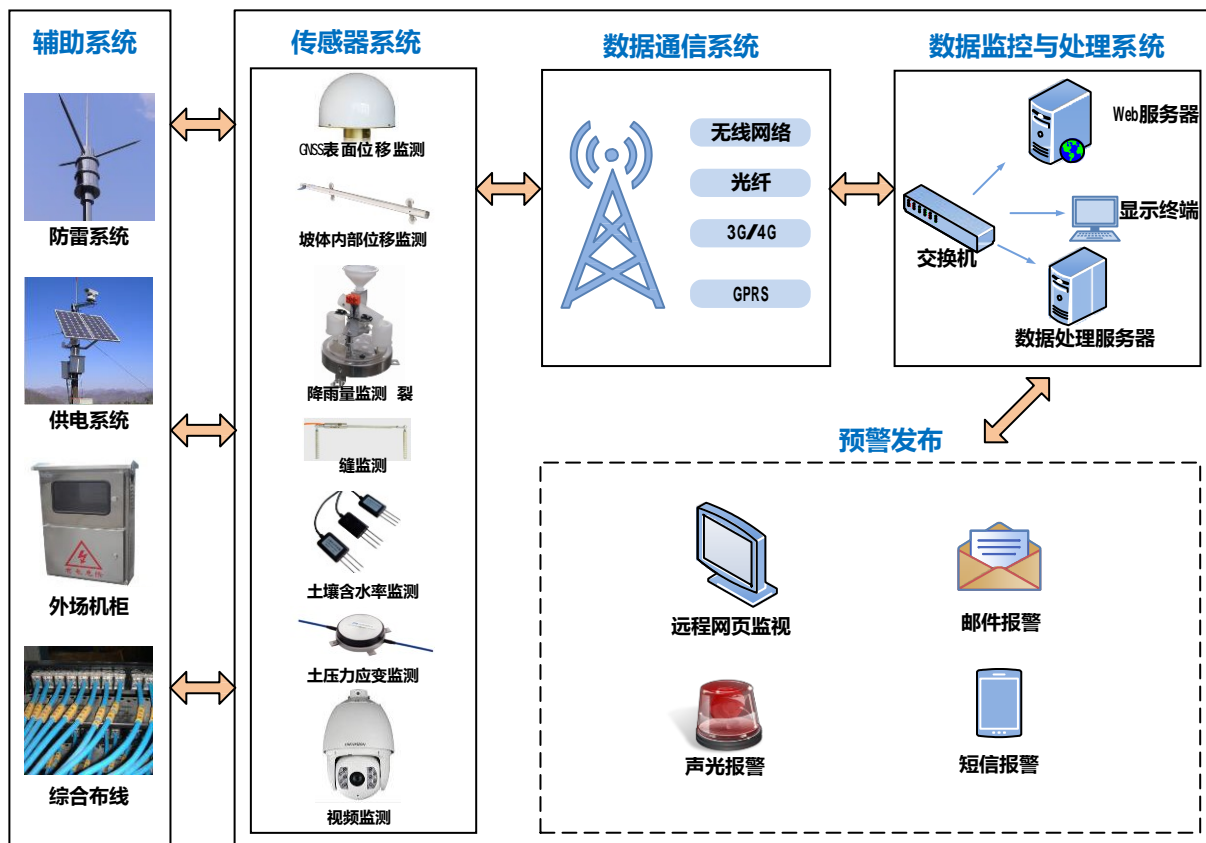 辅助系统
防雷系统
供电系统
外场机柜
综合布线
传感器系统
GNSS表面位移监测
坡体内部位移监测
降雨量监测 裂
缝监测
土壤含水率监测
土压力应变监测
视频监测
数据通信系统
无线网络
光纤
3G/4G
GPRS
数据监控与处理系统
Web服务器
显示终端
交换机
数据处理服务器
预警发布
远程网页监视
邮件报警
声光报警
短信报警